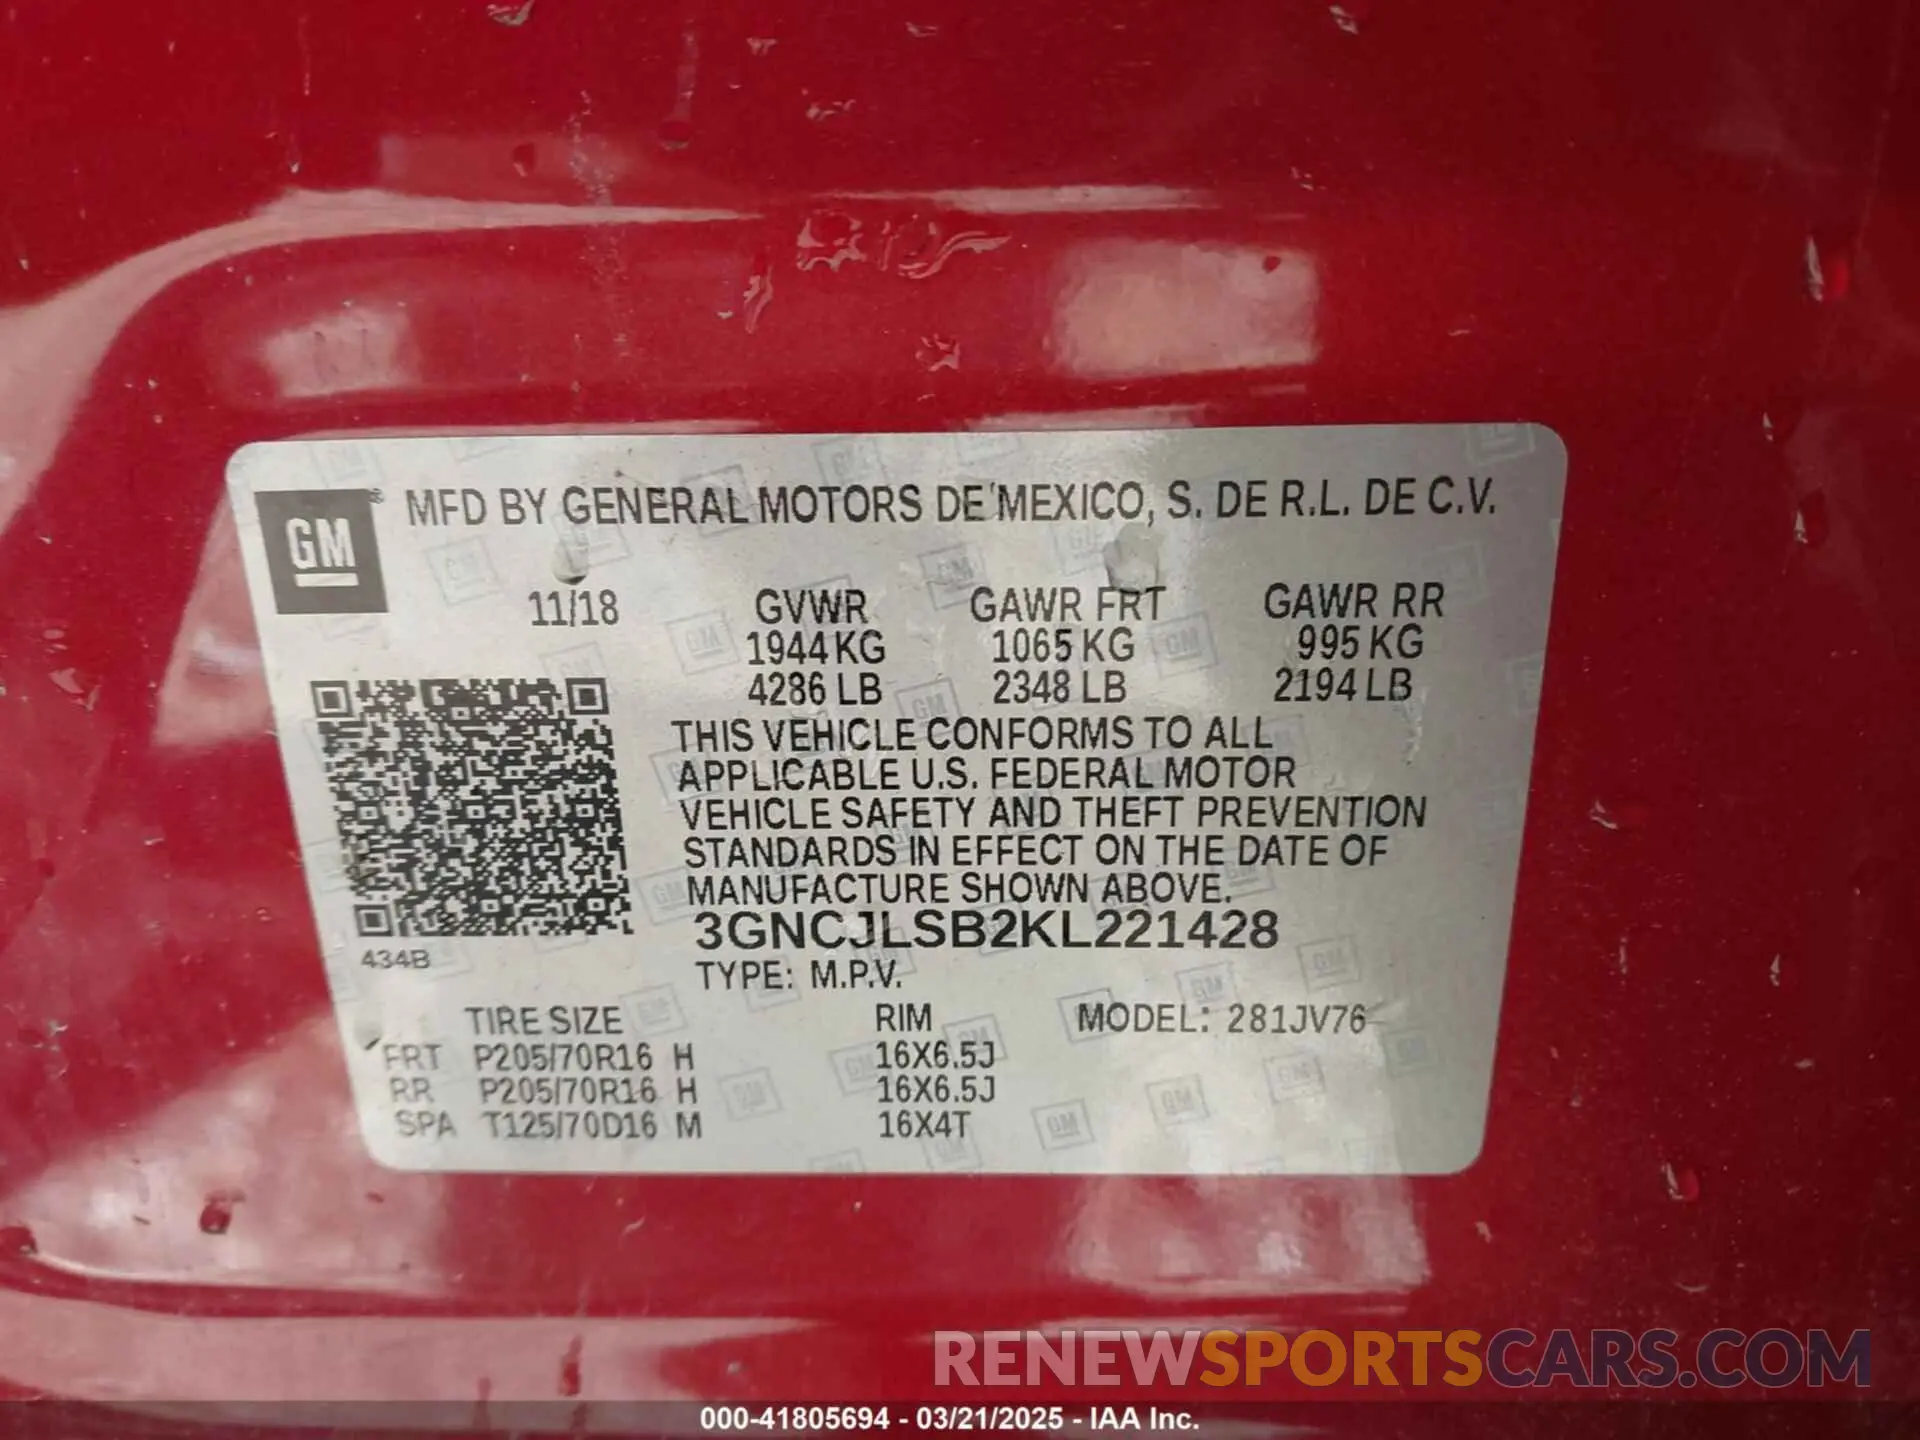 GM
MFD BY GENERAL MOTORS DE MEXICO, S. DE R.L. DE C.V.
11/18 GVWR GAWR FRT GAWR RR
1944 KG 1065 KG 995 KG
4286 LB 2348 LB 2194 LB
THIS VEHICLE CONFORMS TO ALL
APPLICABLE U.S. FEDERAL MOTOR
VEHICLE SAFETY AND THEFT PREVENTION
STANDARDS IN EFFECT ON THE DATE OF
MANUFACTURE SHOWN ABOVE.
3GNCJLSB2KL221428
434B
TYPE: M.P.V.
TIRE SIZE RIM MODEL: 281JV76
FRT P205/70R16 H 16X6.5J
RR P205/70R16 H 16X6.5J
SPA T125/70D16 M 16X4T
RENEWSPORTSCARS.COM
000-41805694 - 03/21/2025 - IAA Inc.